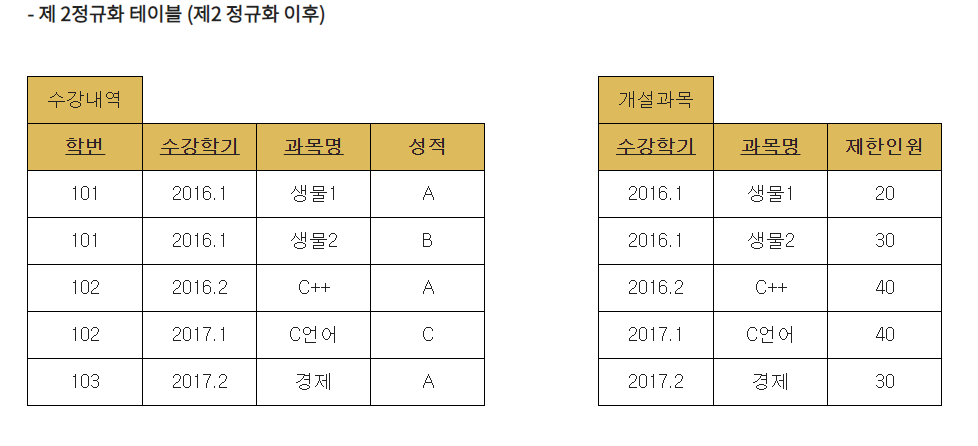 - 제 2정규화 테이블 (제2 정규화 이후)
수강내역
학번 수강학기 과목명 성적
101 2016.1 생물1 A
101 2016.1 생물2 B
102 2016.2 C++ A
102 2017.1 C언어 C
103 2017.2 경제 A
개설과목
수강학기 과목명 제한인원
2016.1 생물1 20
2016.1 생물2 30
2016.2 C++ 40
2017.1 C언어 40
2017.2 경제 30